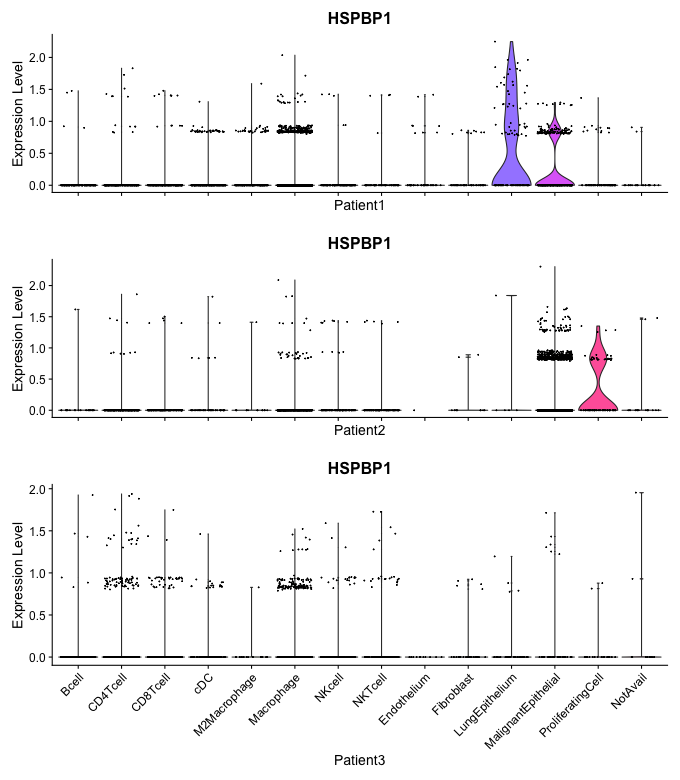 HSPBP1
Expression Level
2.0
1.5
1.0
0.5
0.0
Patient1
HSPBP1
Expression Level
2.0
1.5
1.0
0.5
0.0
Patient2
HSPBP1
Expression Level
2.0
1.5
1.0
0.5
0.0
Bcell
CD4Tcell
CD8Tcell
cDC
M2Macrophage
Macrophage
NKcell
NKTcell
Endothelium
Fibroblast
LungEpithelium
MalignantEpithelial
ProliferatingCell
NotAvail
Patient3